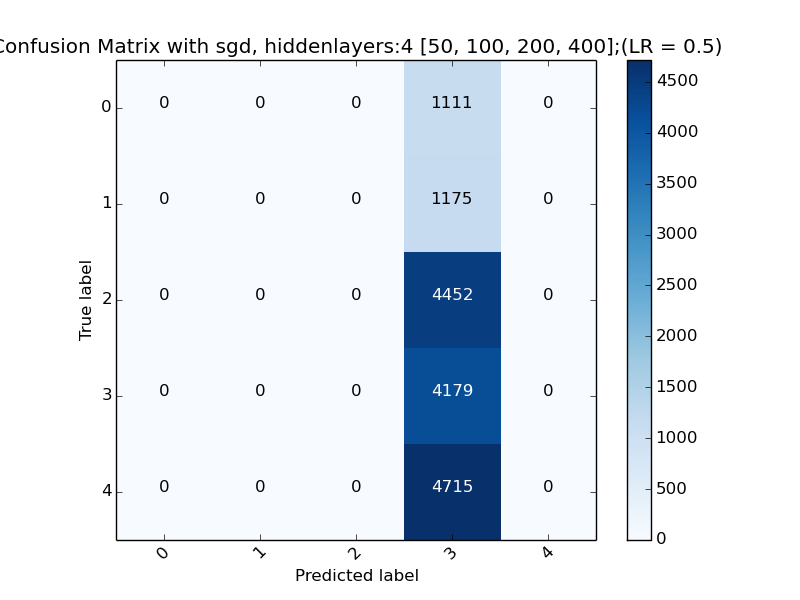 Confusion Matrix with sgd, hiddenlayers:4 [50, 100, 200, 400];(LR = 0.5)
0 0 0 0 1111 0
1 0 0 0 1175 0
2 0 0 0 4452 0
3 0 0 0 4179 0
4 0 0 0 4715 0
0 1 2 3 4
True label
Predicted label
4500
4000
3500
3000
2500
2000
1500
1000
500
0